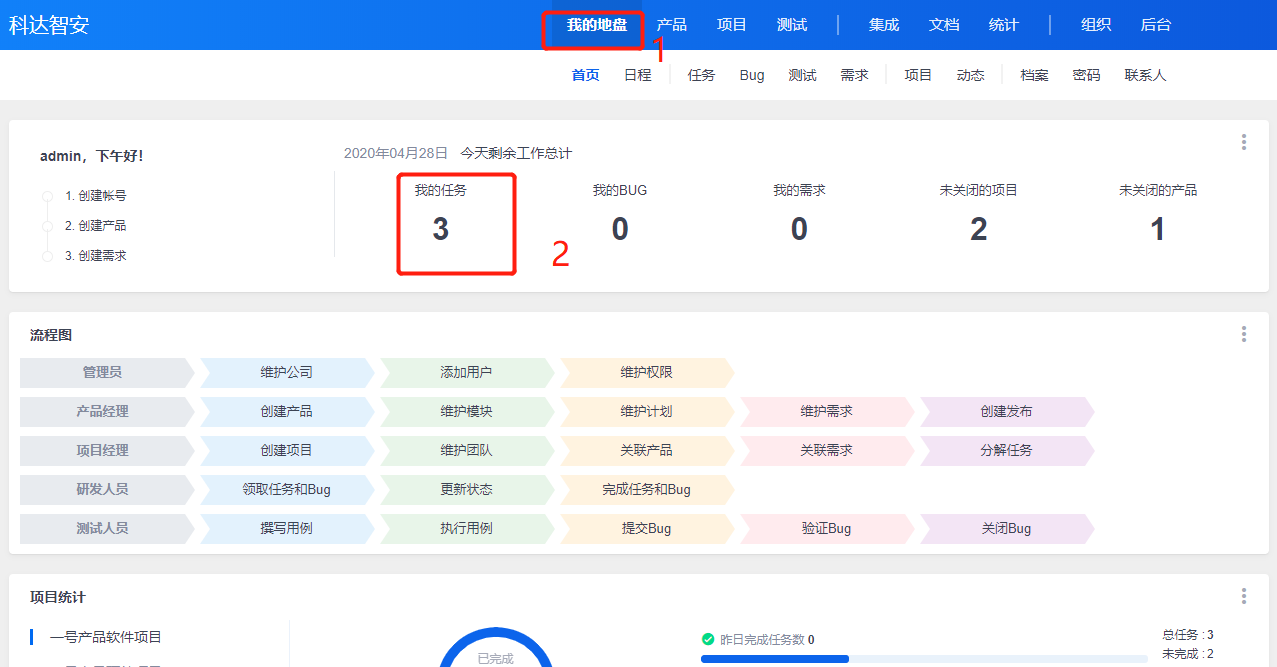 科达智安 我的地盘 产品 项目 测试 集成 文档 统计 组织 后台
1
首页 日程 任务 Bug 测试 需求 项目 动态 档案 密码 联系人
admin，下午好！ 2020年04月28日 今天剩余工作总计
我的任务 我的BUG 我的需求 未关闭的项目 未关闭的产品
1. 创建帐号
3 0 0 2 1
2. 创建产品
2
3. 创建需求
流程图
管理员 维护公司 添加用户 维护权限
产品经理 创建产品 维护模块 维护计划 维护需求 创建发布
项目经理 创建项目 维护团队 关联产品 关联需求 分解任务
研发人员 领取任务和Bug 更新状态 完成任务和Bug
测试人员 撰写用例 执行用例 提交Bug 验证Bug 关闭Bug
项目统计
一号产品软件项目 昨日完成任务数 0 总任务 : 3
已完成 未完成 : 2